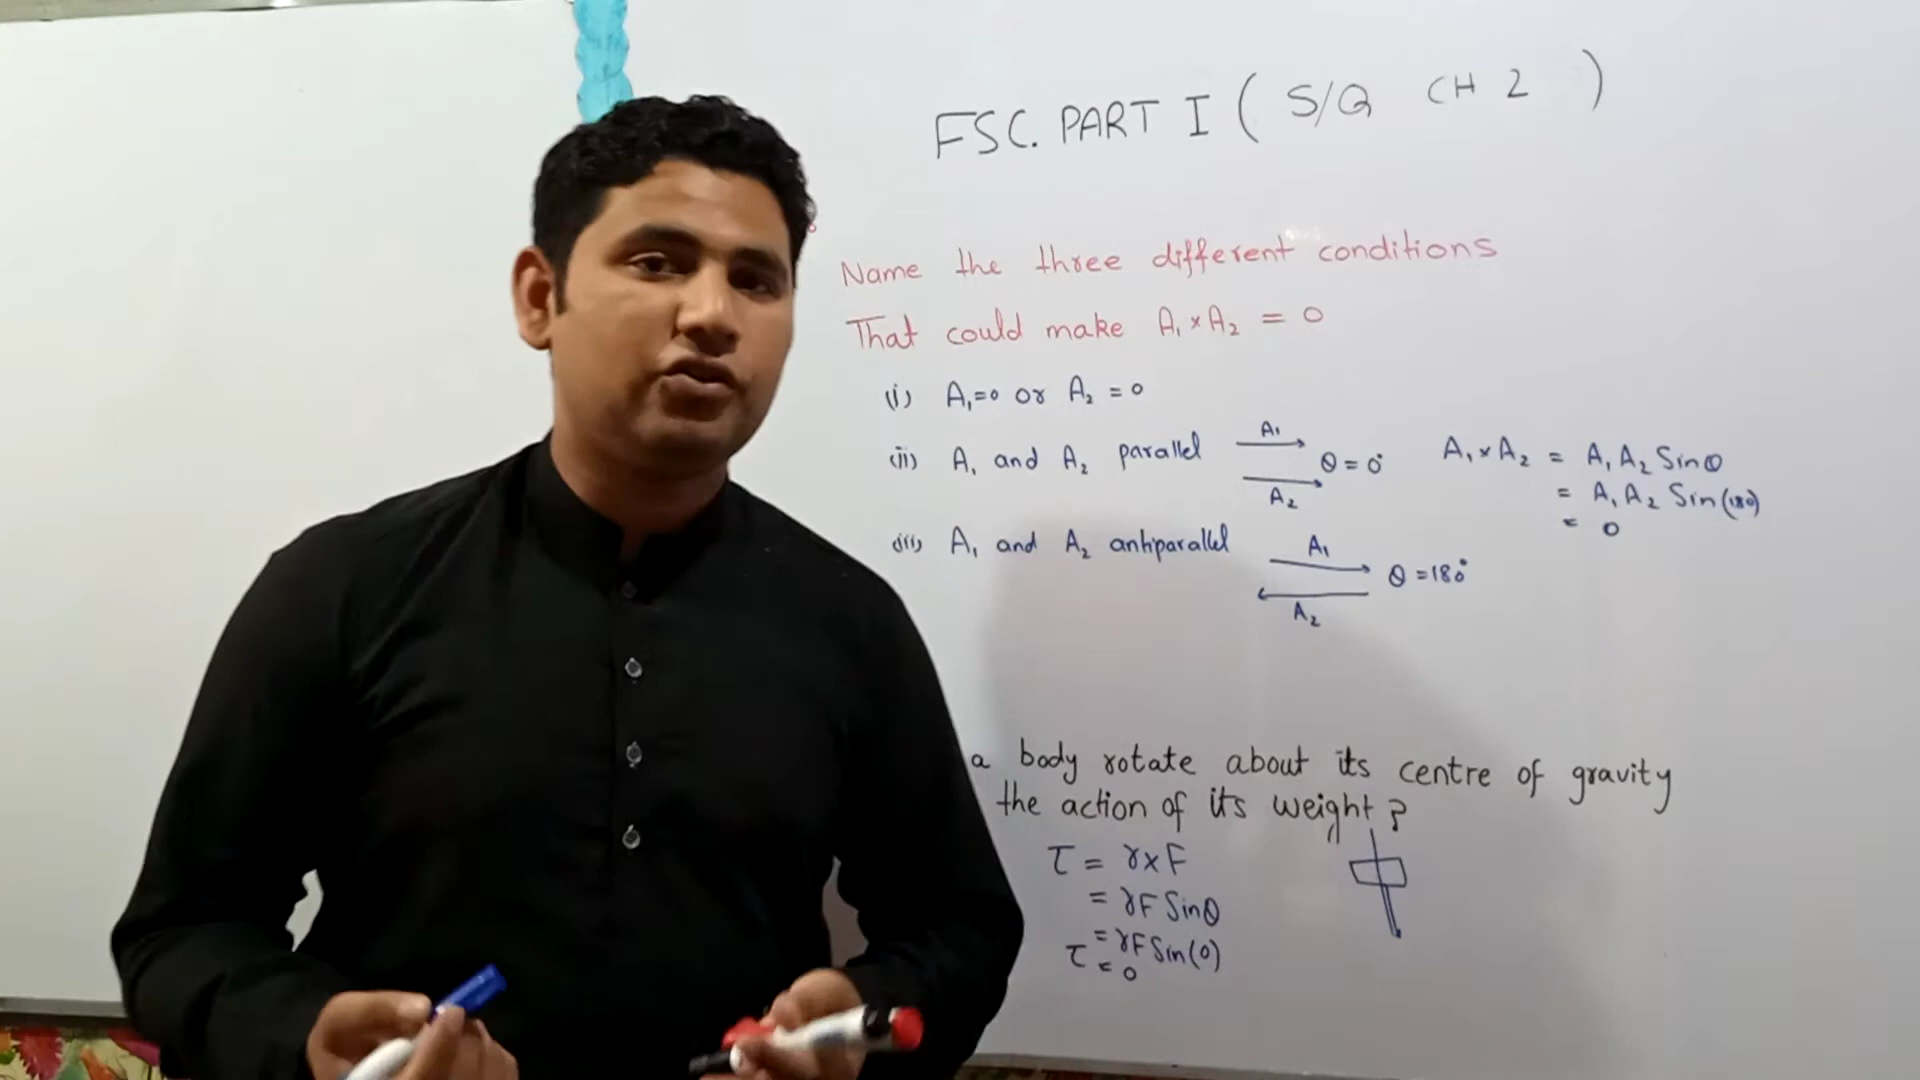 FSC. PART I ( S/Q CH 2 )
Name the three different conditions
That could make A₁ × A₂ = 0
(i) A₁=0 or A₂ = 0
(ii) A₁ and A₂ parallel
A₁
A₂
θ = 0°
A₁ × A₂ = A₁ A₂ Sinθ
= A₁ A₂ Sin(180)
= 0
(iii) A₁ and A₂ antiparallel
A₁
A₂
θ = 180°
a body rotate about its centre of gravity
the action of its weight?
τ = r×F
= rF Sinθ
= rF Sin(0)
τ = 0